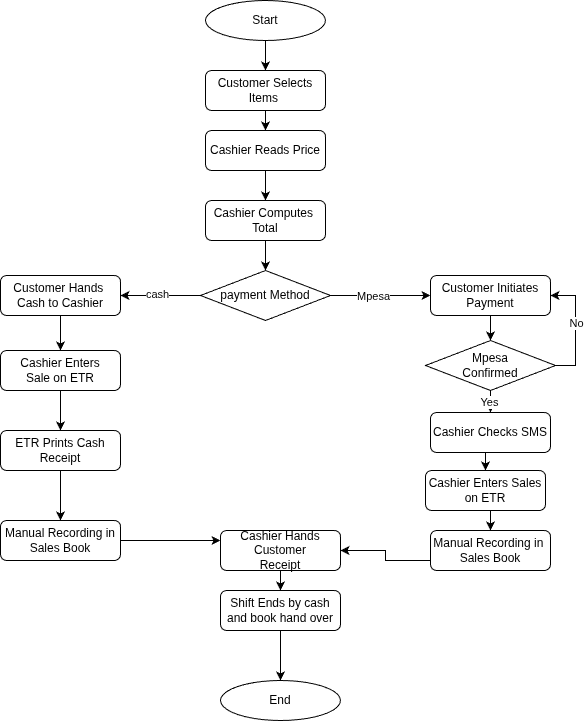 Start
Customer Selects
Items
Cashier Reads Price
Cashier Computes
Total
payment Method
cash
Mpesa
Customer Hands
Cash to Cashier
Cashier Enters
Sale on ETR
ETR Prints Cash
Receipt
Manual Recording in
Sales Book
Customer Initiates
Payment
No
Mpesa
Confirmed
Yes
Cashier Checks SMS
Cashier Enters Sales
on ETR
Manual Recording in
Sales Book
Cashier Hands
Customer
Receipt
Shift Ends by cash
and book hand over
End